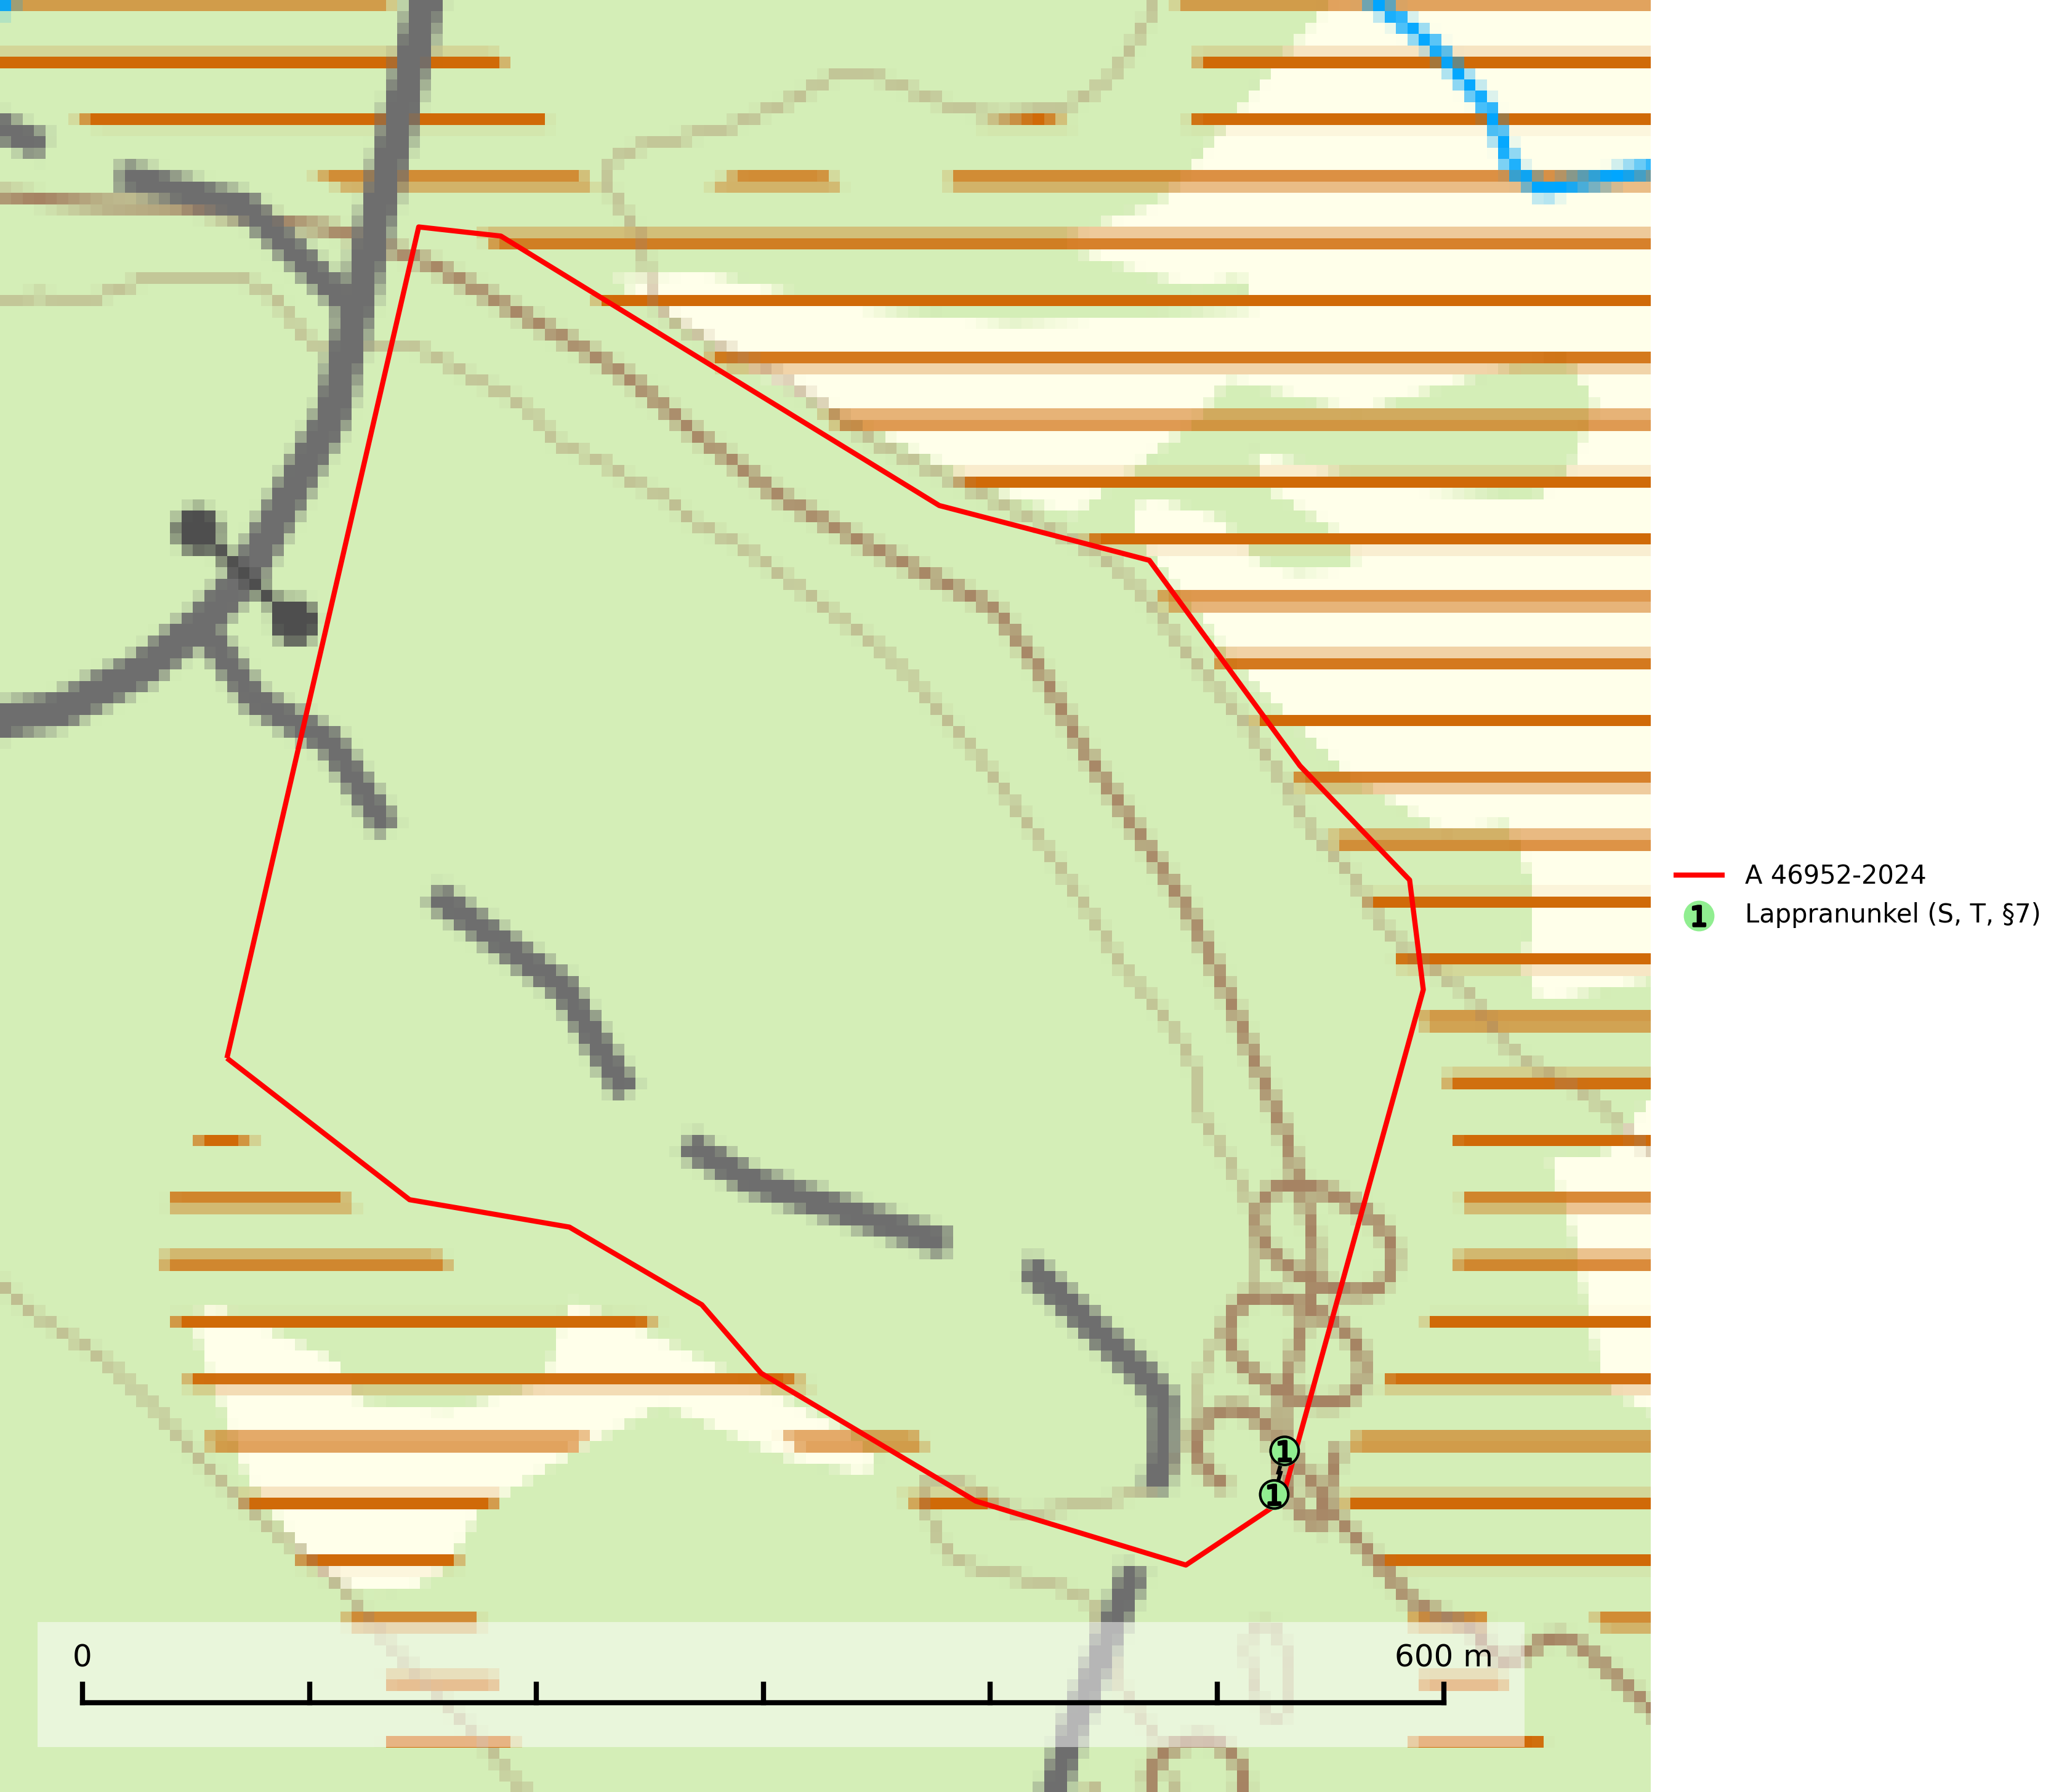 A 46952-2024
1 Lappranunkel (S, T, §7)
1
1
0 600 m